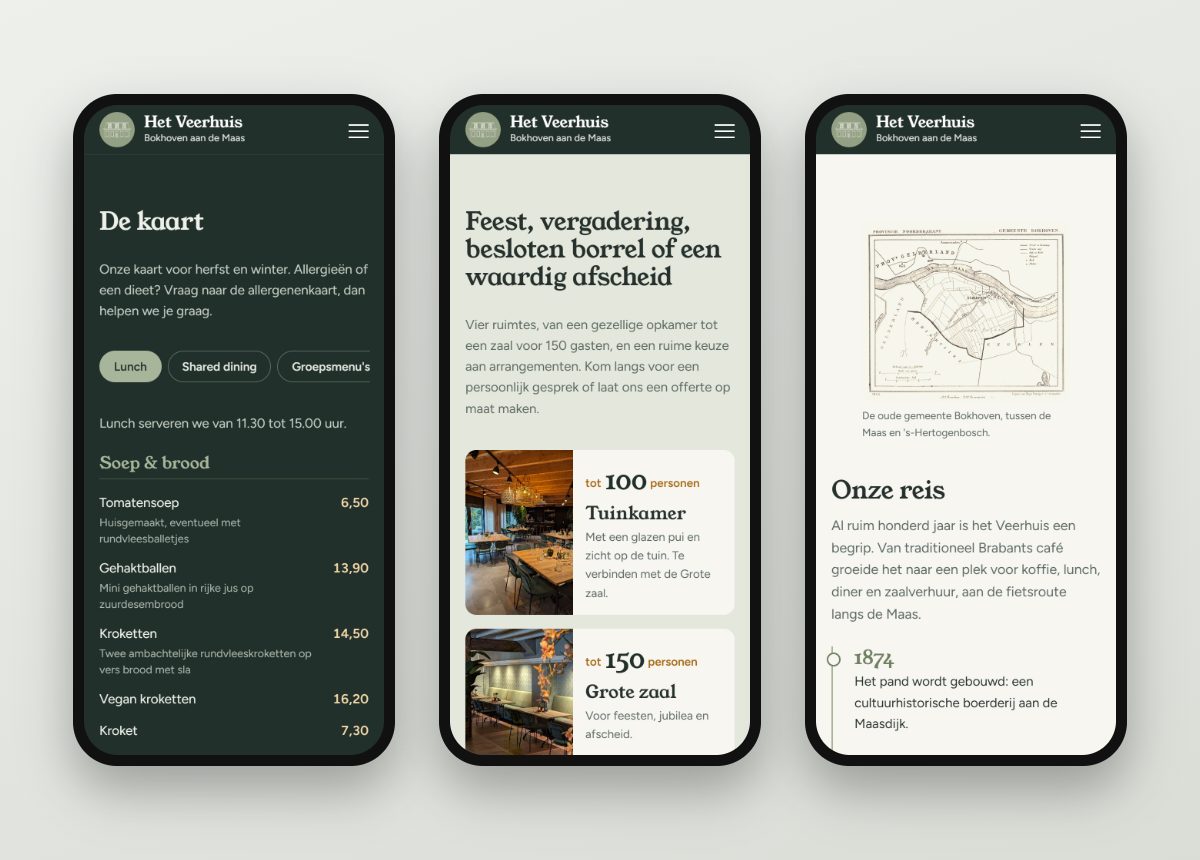 Het Veerhuis
Bokhoven aan de Maas
De kaart
Onze kaart voor herfst en winter. Allergieën of
een dieet? Vraag naar de allergenenkaart, dan
helpen we je graag.
Lunch
Shared dining
Groepsmenu's
Lunch serveren we van 11.30 tot 15.00 uur.
Soep & brood
Tomatensoep 6,50
Huisgemaakt, eventueel met
rundvleesballetjes
Gehaktballen 13,90
Mini gehaktballen in rijke jus op
zuurdesembrood
Kroketten 14,50
Twee ambachtelijke rundvleeskroketten op
vers brood met sla
Vegan kroketten 16,20
Kroket 7,30
Het Veerhuis
Bokhoven aan de Maas
Feest, vergadering,
besloten borrel of een
waardig afscheid
Vier ruimtes, van een gezellige opkamer tot
een zaal voor 150 gasten, en een ruime keuze
aan arrangementen. Kom langs voor een
persoonlijk gesprek of laat ons een offerte op
maat maken.
tot 100 personen
Tuinkamer
Met een glazen pui en
zicht op de tuin. Te
verbinden met de Grote
zaal.
tot 150 personen
Grote zaal
Voor feesten, jubilea en
afscheid.
Het Veerhuis
Bokhoven aan de Maas
PROVINCIE NOORDBRABANT GEMEENTE BOKHOVEN
De oude gemeente Bokhoven, tussen de
Maas en 's-Hertogenbosch.
Onze reis
Al ruim honderd jaar is het Veerhuis een
begrip. Van traditioneel Brabants café
groeide het naar een plek voor koffie, lunch,
diner en zaalverhuur, aan de fietsroute
langs de Maas.
1874
Het pand wordt gebouwd: een
cultuurhistorische boerderij aan de
Maasdijk.